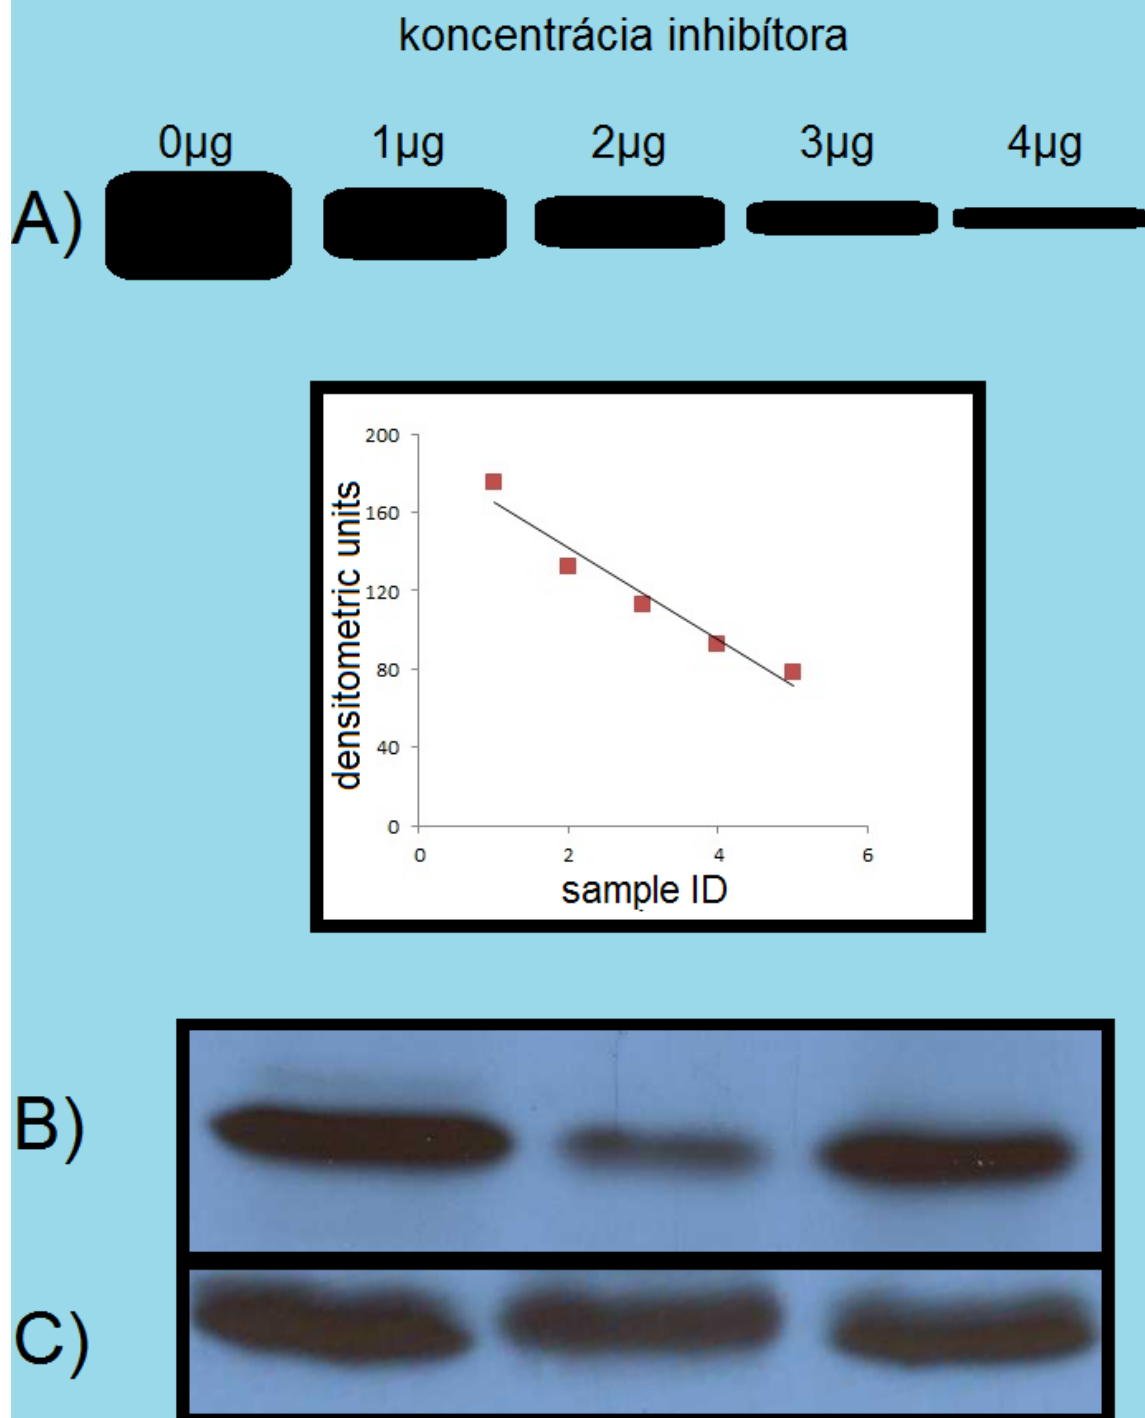 koncentrácia inhibítora
0µg 1µg 2µg 3µg 4µg
A)
densitometric units
200
160
120
80
40
0
0 2 4 6
sample ID
B)
C)